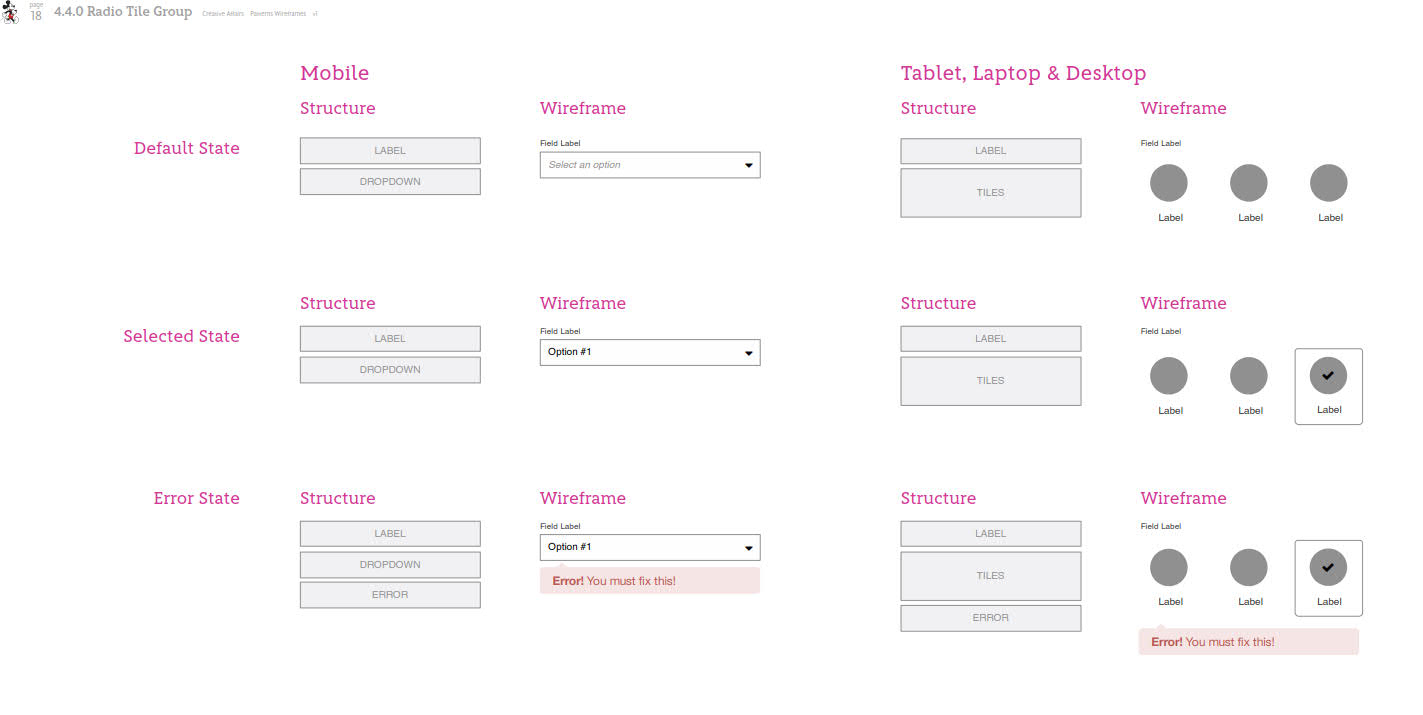 page
18
4.4.0 Radio Tile Group
Creative Affairs Patterns Wireframes v1
Mobile
Tablet, Laptop & Desktop
Structure
Wireframe
Structure
Wireframe
Default State
LABEL
DROPDOWN
Field Label
Select an option
LABEL
TILES
Field Label
Label Label Label
Structure
Wireframe
Structure
Wireframe
Selected State
LABEL
DROPDOWN
Field Label
Option #1
LABEL
TILES
Field Label
Label Label Label
Structure
Wireframe
Structure
Wireframe
Error State
LABEL
DROPDOWN
ERROR
Field Label
Option #1
Error! You must fix this!
LABEL
TILES
ERROR
Field Label
Label Label Label
Error! You must fix this!